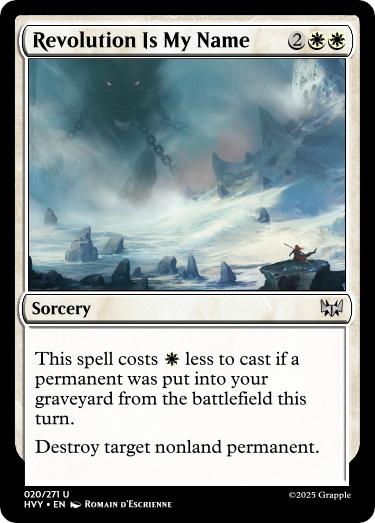 Revolution Is My Name 2
Sorcery
This spell costs less to cast if a
permanent was put into your
graveyard from the battlefield this
turn.
Destroy target nonland permanent.
020/271 U
HVY • EN Romain d'Escrienne
©2025 Grapple